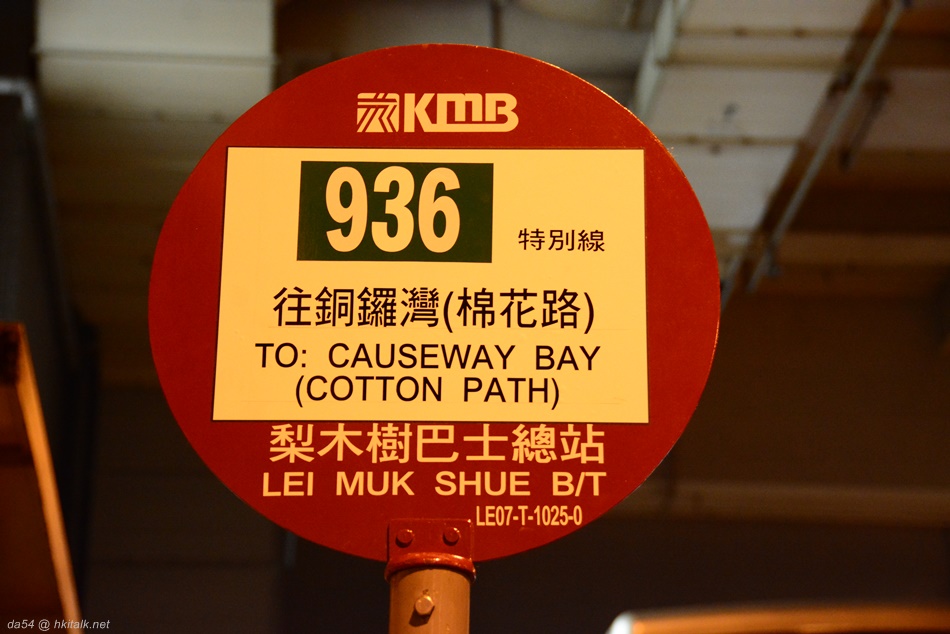 KMB
936
特別線
往銅鑼灣(棉花路)
TO: CAUSEWAY BAY
(COTTON PATH)
梨木樹巴士總站
LEI MUK SHUE B/T
LE07-T-1025-0
da54 @ hkitalk.net